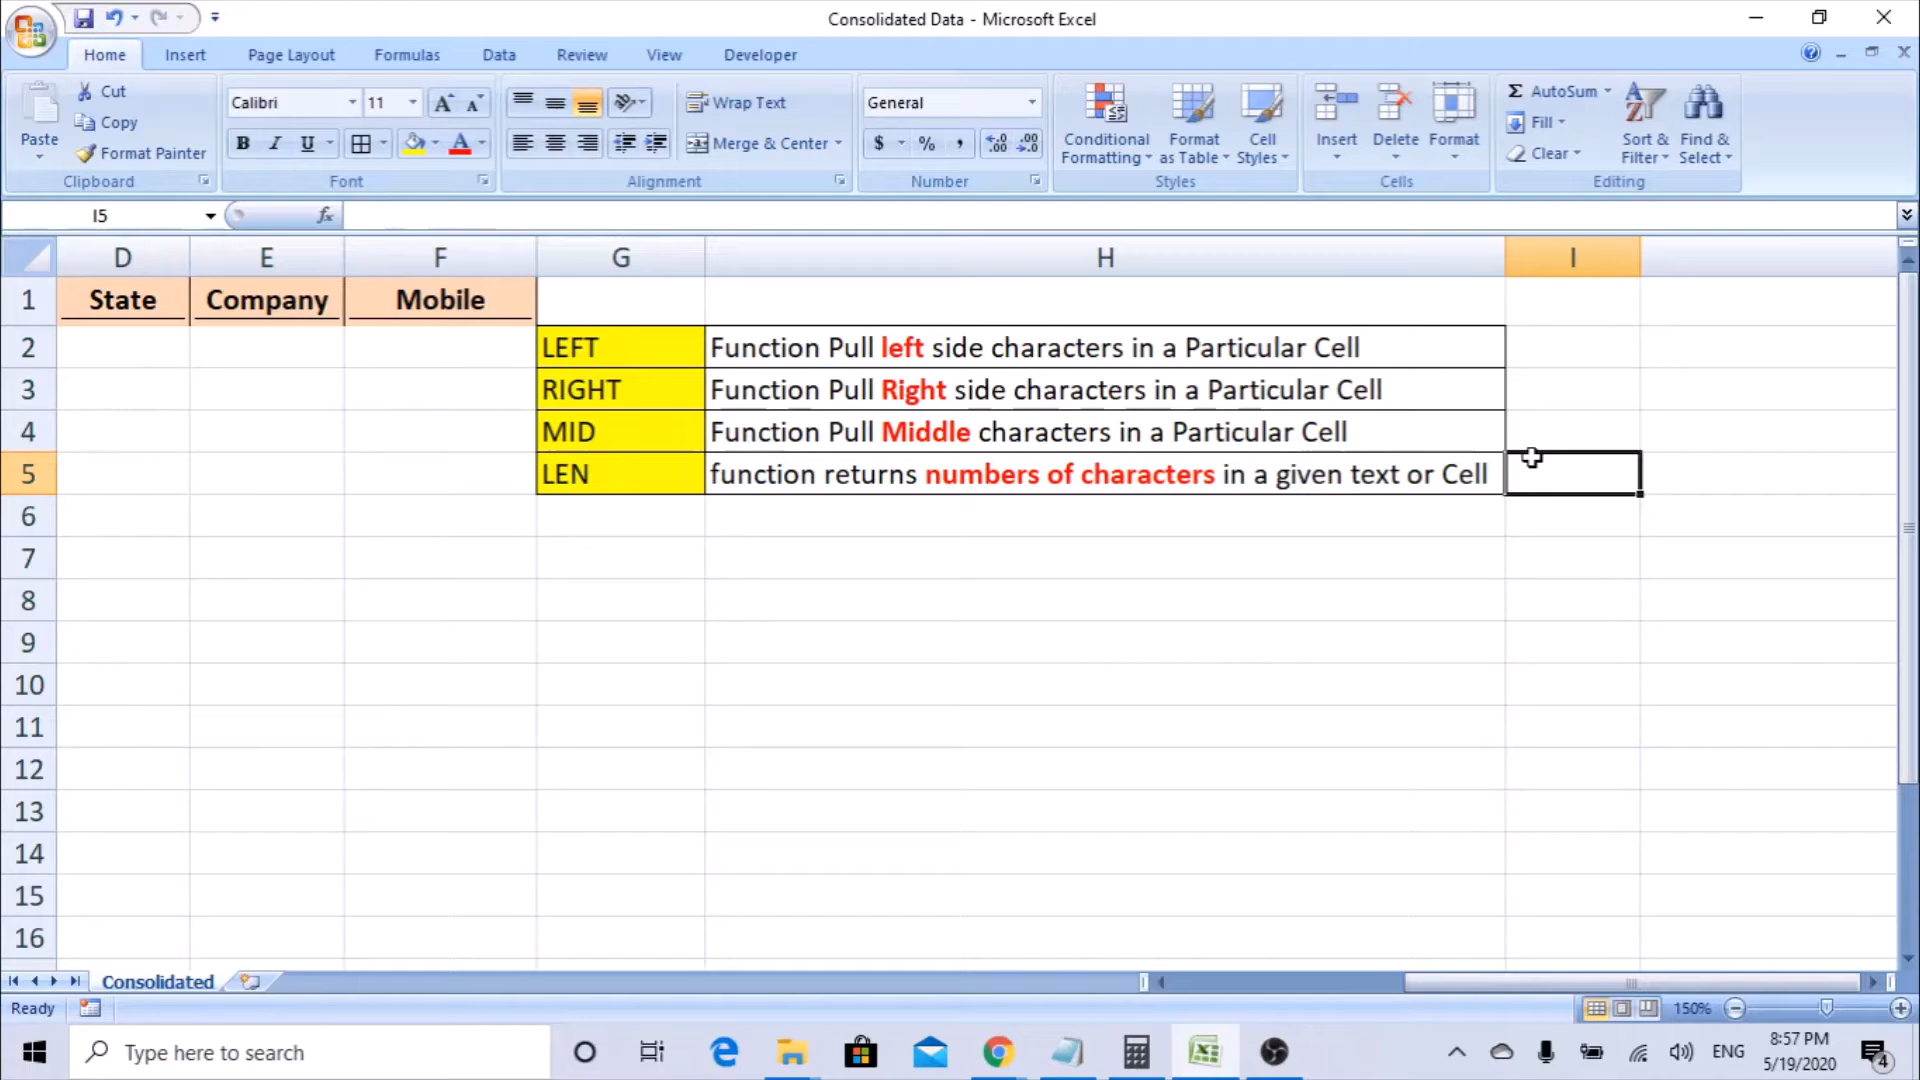 Consolidated Data - Microsoft Excel
Home Insert Page Layout Formulas Data Review View Developer
Paste
Cut
Copy
Format Painter
Clipboard
Calibri 11
A A
B I U A
Font
Wrap Text
Merge & Center
Alignment
General
$ % , .0 .00 .00 .0
Number
Conditional Formatting
Format as Table
Cell Styles
Styles
Insert Delete Format
Cells
Σ AutoSum
Fill
Clear
Sort & Filter
Find & Select
Editing
I5 fx
D E F G H I
1 State Company Mobile
2 LEFT Function Pull left side characters in a Particular Cell
3 RIGHT Function Pull Right side characters in a Particular Cell
4 MID Function Pull Middle characters in a Particular Cell
5 LEN function returns numbers of characters in a given text or Cell
6
7
8
9
10
11
12
13
14
15
16
Consolidated
Ready 150%
Type here to search
ENG
8:57 PM
5/19/2020
4